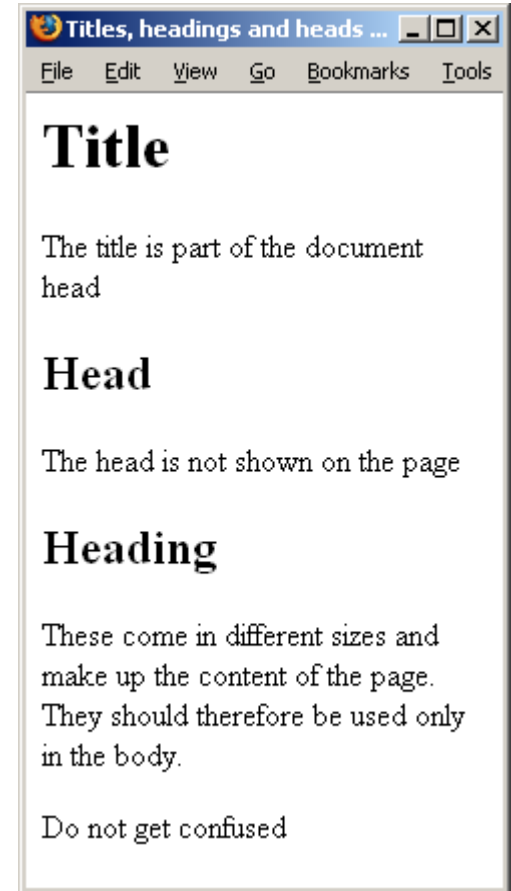 Titles, headings and heads ...
File Edit View Go Bookmarks Tools
Title
The title is part of the document
head
Head
The head is not shown on the page
Heading
These come in different sizes and
make up the content of the page.
They should therefore be used only
in the body.
Do not get confused